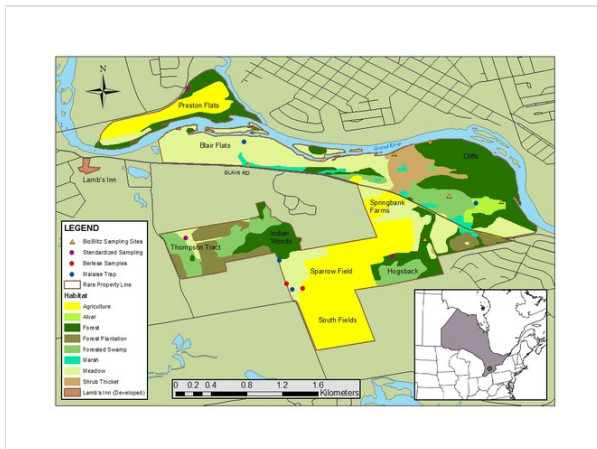 N
Preston Flats
Blair Flats
Grand River
Cliffs
BLAIR RD
Lamb's Inn
Springbank
Farms
Indian
Woods
Thompson Tract
Sparrow Field
Hogsback
South Fields
LEGEND
BioBlitz Sampling Sites
Standardized Sampling
Berlese Samples
Malaise Trap
Rare Property Line
Habitat
Agriculture
Alvar
Forest
Forest Plantation
Forested Swamp
Marsh
Meadow
Shrub Thicket
Lamb's Inn (Developed)
0 0.2 0.4 0.8 1.2 1.6
Kilometers